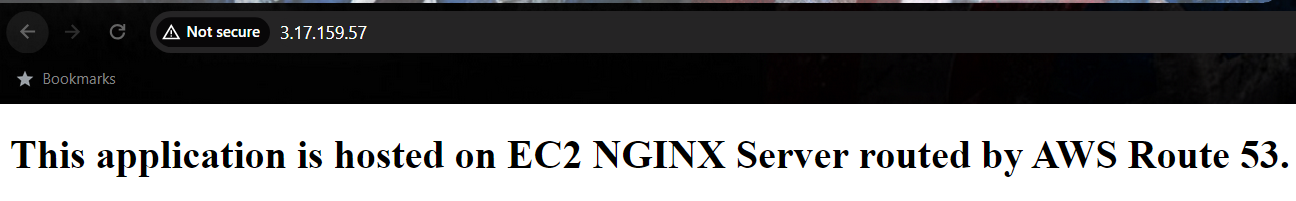 Not secure 3.17.159.57
Bookmarks
This application is hosted on EC2 NGINX Server routed by AWS Route 53.